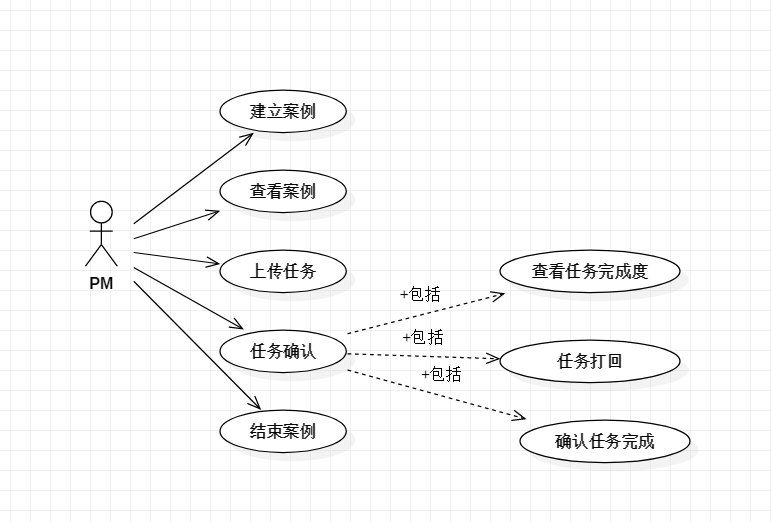 建立案例
查看案例
上传任务
PM
任务确认
结束案例
+包括
+包括
+包括
查看任务完成度
任务打回
确认任务完成